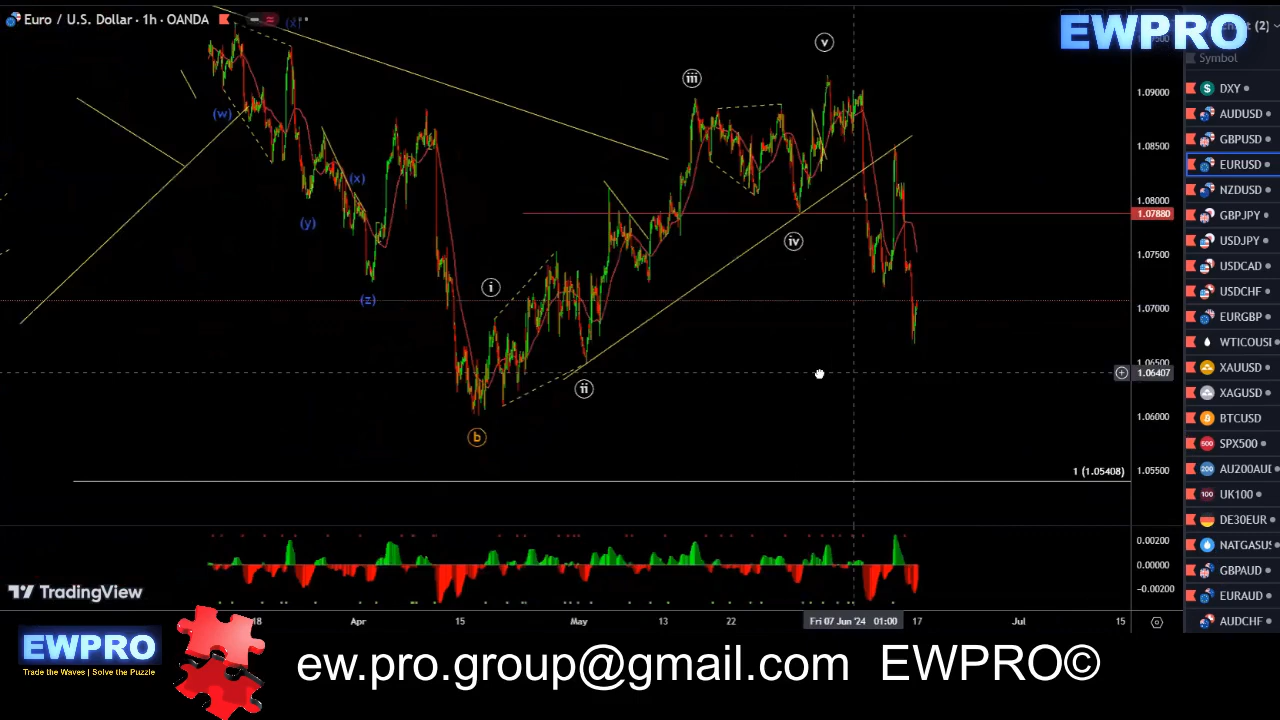 Euro / U.S. Dollar · 1h · OANDA
EWPRO
(2)
Symbol
DXY
AUDUSD
GBPUSD
EURUSD
NZDUSD
GBPJPY
USDJPY
USDCAD
USDCHF
EURGBP
WTICOUSI
XAUUSD
XAGUSD
BTCUSD
SPX500
AU200AUD
UK100
DE30EUR
NATGASUS
GBPAUD
EURAUD
AUDCHF
1.09000
1.08500
1.08000
1.07880
1.07500
1.07000
1.06500
1.06407
1.06000
1.05500
0.00200
0.00000
-0.00200
(x)
(w)
(y)
(x)
(z)
b
i
ii
iii
iv
v
1 (1.05408)
TradingView
18
Apr
15
May
13
22
Fri 07 Jun '24 01:00
17
Jul
15
EWPRO
Trade the Waves | Solve the Puzzle
ew.pro.group@gmail.com EWPRO©